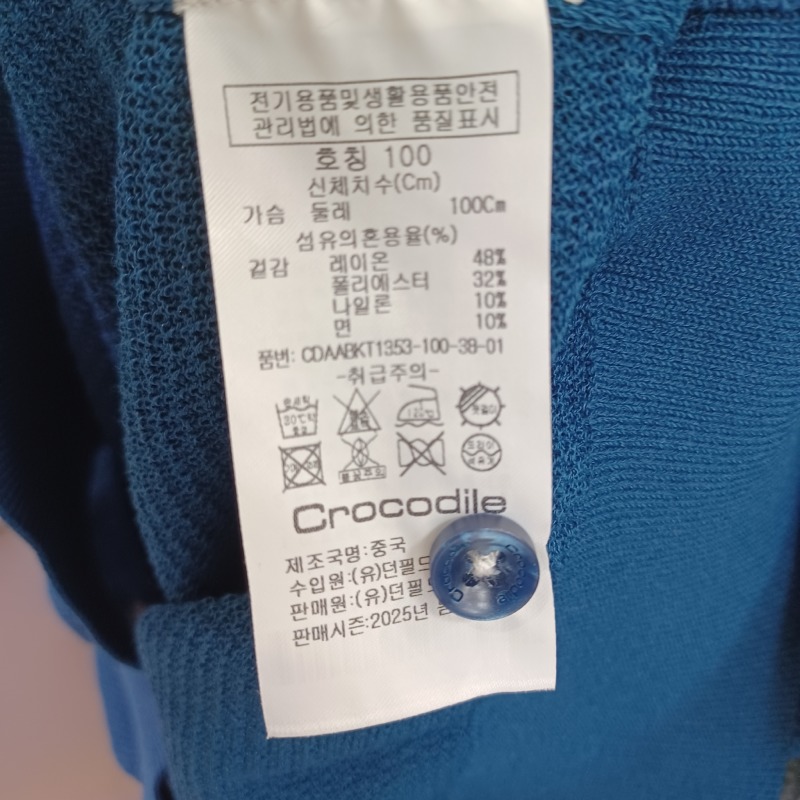 전기용품및생활용품안전
관리법에 의한 품질표시
호칭 100
신체치수(Cm)
가슴 둘레 100Cm
섬유의혼용율(%)
겉감 레이온 48%
폴리에스터 32%
나일론 10%
면 10%
품번: CDAABKT1353-100-38-01
-취급주의-
30℃
120℃
Crocodile
제조국명:중국
수입원:(유)던필드
판매원:(유)던필드
판매시즌:2025년
Crocodile